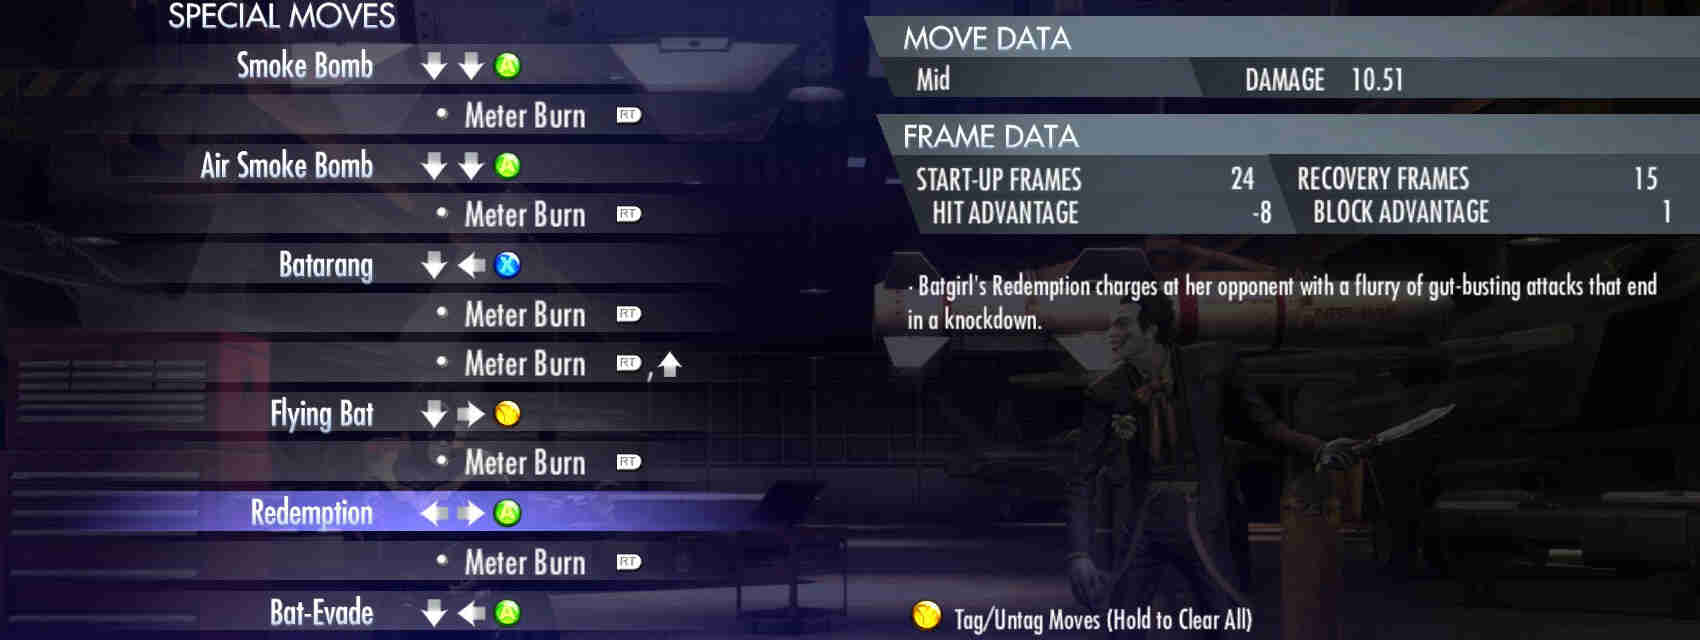 SPECIAL MOVES
Smoke Bomb A
Meter Burn RT
Air Smoke Bomb A
Meter Burn RT
Batarang X
Meter Burn RT
Meter Burn RT ,
Flying Bat Y
Meter Burn RT
Redemption A
Meter Burn RT
Bat-Evade A
MOVE DATA
Mid DAMAGE 10.51
FRAME DATA
START-UP FRAMES 24 RECOVERY FRAMES 15
HIT ADVANTAGE -8 BLOCK ADVANTAGE 1
· Batgirl's Redemption charges at her opponent with a flurry of gut-busting attacks that end
in a knockdown.
Y Tag/Untag Moves (Hold to Clear All)